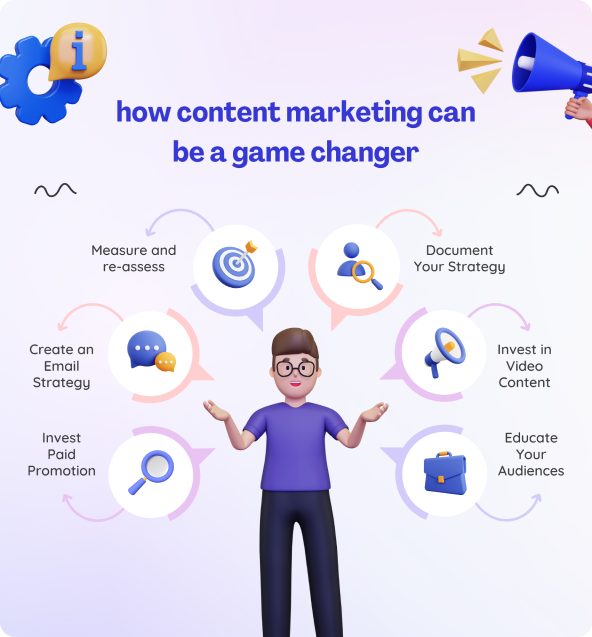 i
how content marketing can
be a game changer
Measure and
re-assess
Document
Your Strategy
Create an
Email
Strategy
Invest in
Video
Content
Invest
Paid
Promotion
Educate
Your
Audiences